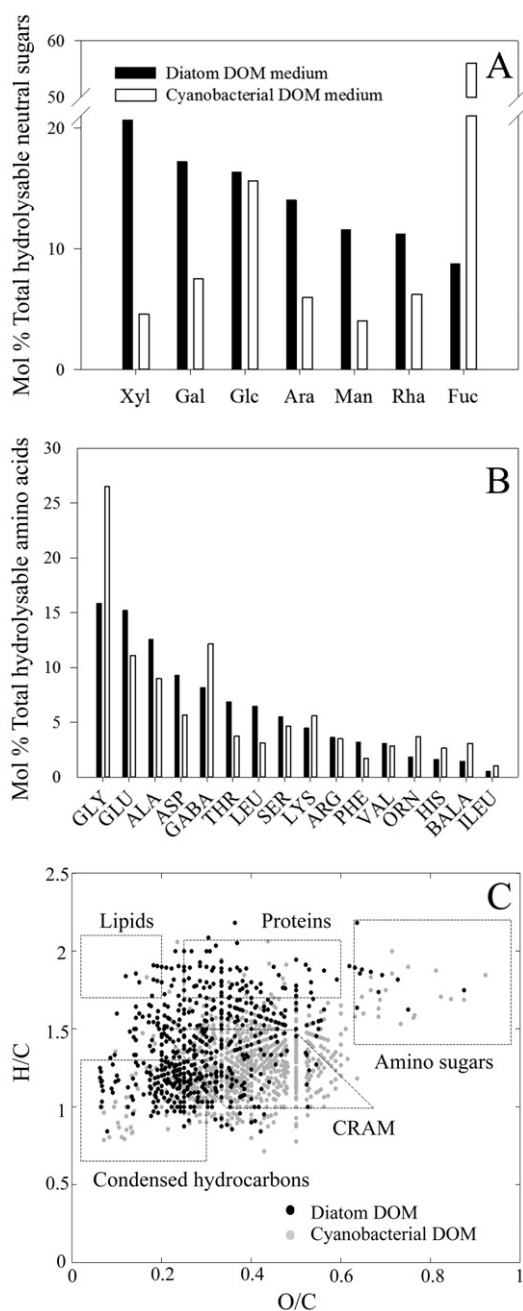 A
Mol % Total hydrolysable neutral sugars
60
50
20
10
0
Diatom DOM medium
Cyanobacterial DOM medium
Xyl Gal Glc Ara Man Rha Fuc
B
Mol % Total hydrolysable amino acids
30
25
20
15
10
5
0
GLY GLU ALA ASP GABA THR LEU SER LYS ARG PHE VAL ORN HIS BALA ILEU
C
H/C
2.5
2
1.5
1
0.5
0
Lipids
Proteins
Amino sugars
CRAM
Condensed hydrocarbons
Diatom DOM
Cyanobacterial DOM
0 0.2 0.4 0.6 0.8 1
O/C